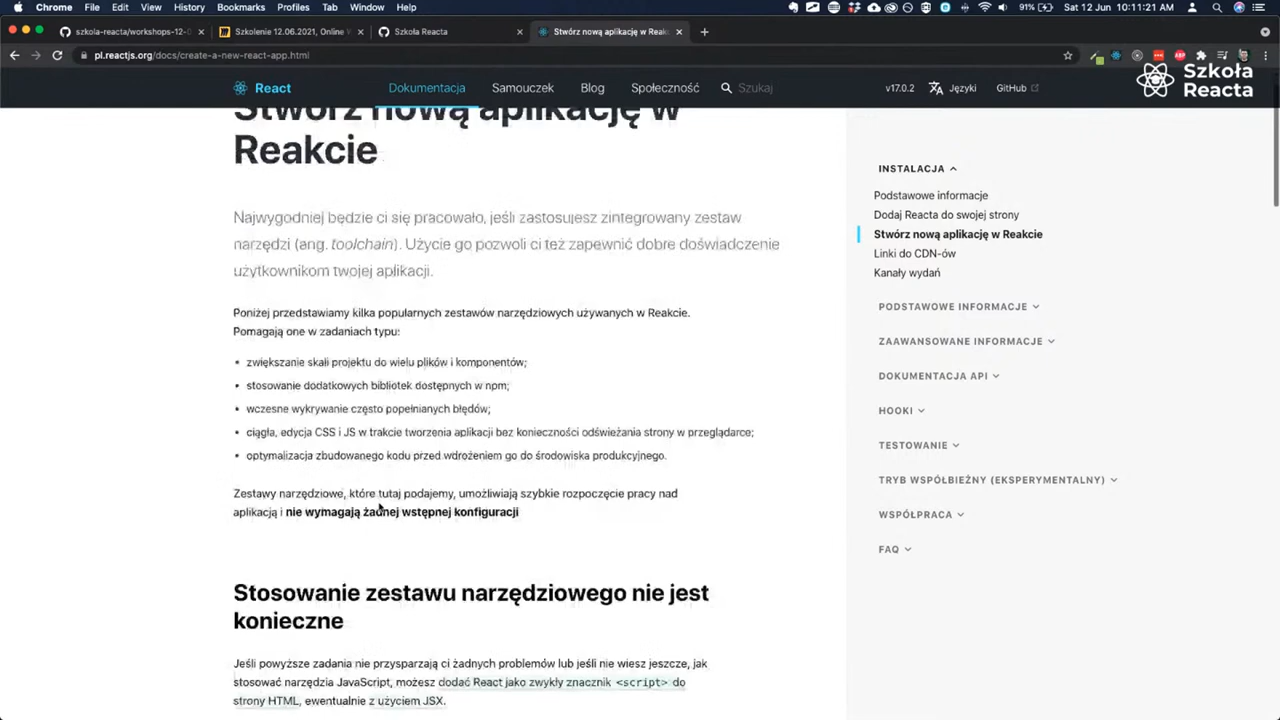 Chrome File Edit View History Bookmarks Profiles Tab Window Help 91% Sat 12 Jun 10:11:21 AM
szkola-reacta/workshops-12-0 Szkolenie 12.06.2021, Online V Szkoła Reacta Stwórz nową aplikację w Reak
pl.reactjs.org/docs/create-a-new-react-app.html
React Dokumentacja Samouczek Blog Społeczność Szukaj v17.0.2 Języki GitHub
Szkoła
Reacta
Stwórz nową aplikację w
Reakcie
Najwygodniej będzie ci się pracowało, jeśli zastosujesz zintegrowany zestaw
narzędzi (ang. toolchain). Użycie go pozwoli ci też zapewnić dobre doświadczenie
użytkownikom twojej aplikacji.
Poniżej przedstawiamy kilka popularnych zestawów narzędziowych używanych w Reakcie.
Pomagają one w zadaniach typu:
• zwiększanie skali projektu do wielu plików i komponentów;
• stosowanie dodatkowych bibliotek dostępnych w npm;
• wczesne wykrywanie często popełnianych błędów;
• ciągła, edycja CSS i JS w trakcie tworzenia aplikacji bez konieczności odświeżania strony w przeglądarce;
• optymalizacja zbudowanego kodu przed wdrożeniem go do środowiska produkcyjnego.
Zestawy narzędziowe, które tutaj podajemy, umożliwiają szybkie rozpoczęcie pracy nad
aplikacją i nie wymagają żadnej wstępnej konfiguracji
Stosowanie zestawu narzędziowego nie jest
konieczne
Jeśli powyższe zadania nie przysparzają ci żadnych problemów lub jeśli nie wiesz jeszcze, jak
stosować narzędzia JavaScript, możesz dodać React jako zwykły znacznik <script> do
strony HTML, ewentualnie z użyciem JSX.
INSTALACJA
Podstawowe informacje
Dodaj Reacta do swojej strony
Stwórz nową aplikację w Reakcie
Linki do CDN-ów
Kanały wydań
PODSTAWOWE INFORMACJE
ZAAWANSOWANE INFORMACJE
DOKUMENTACJA API
HOOKI
TESTOWANIE
TRYB WSPÓŁBIEŻNY (EKSPERYMENTALNY)
WSPÓŁPRACA
FAQ